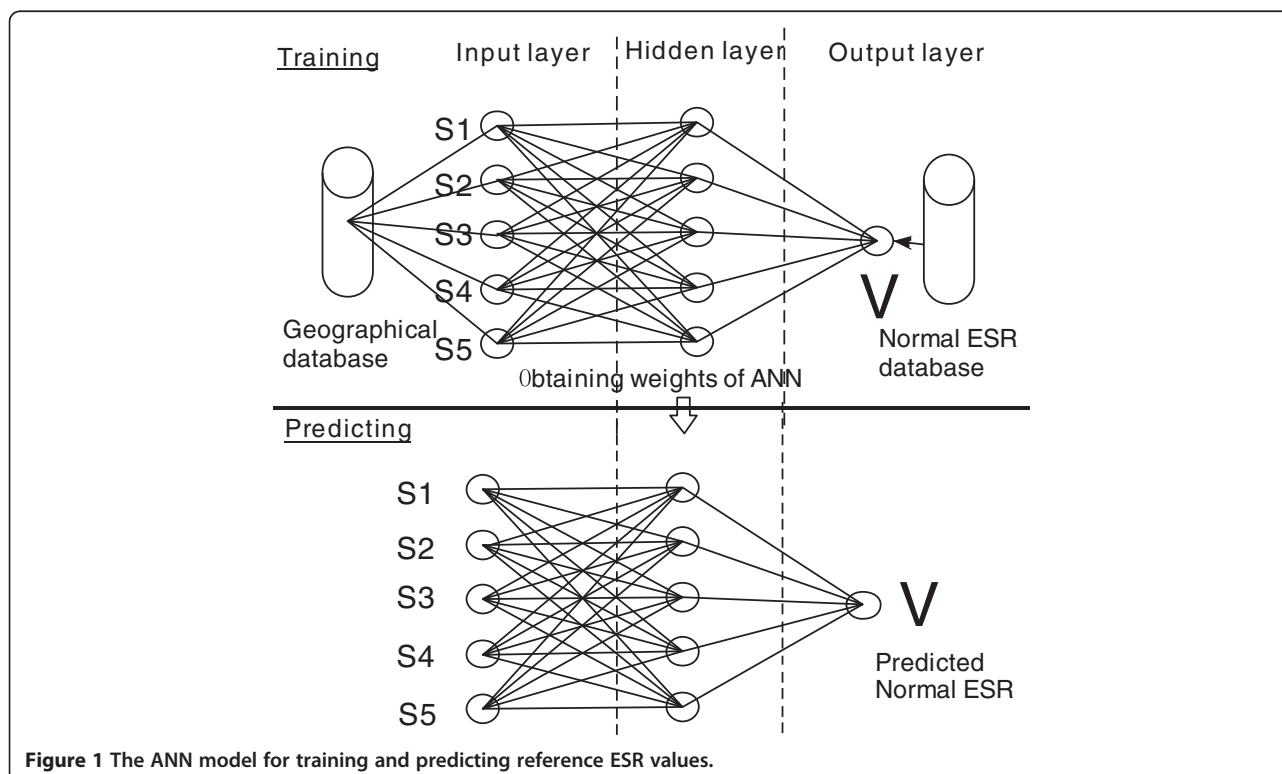 Training
Input layer
Hidden layer
Output layer
S1
S2
S3
S4
S5
Geographical
database
V
Normal ESR
database
Obtaining weights of ANN
Predicting
S1
S2
S3
S4
S5
V
Predicted
Normal ESR
Figure 1 The ANN model for training and predicting reference ESR values.